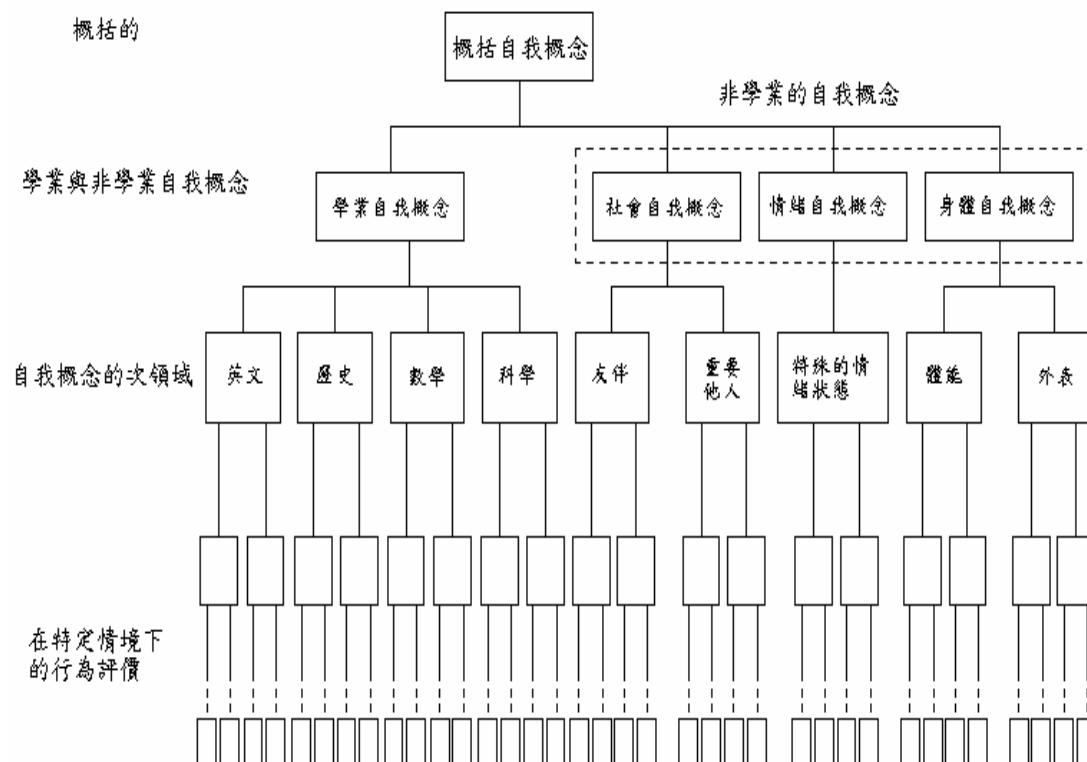 概括的
概括自我概念
非學業的自我概念
學業與非學業自我概念
學業自我概念
社會自我概念
情緒自我概念
身體自我概念
自我概念的次領域
英文
歷史
數學
科學
友伴
重要
他人
特殊的情
緒狀態
體能
外表
在特定情境下
的行為評價